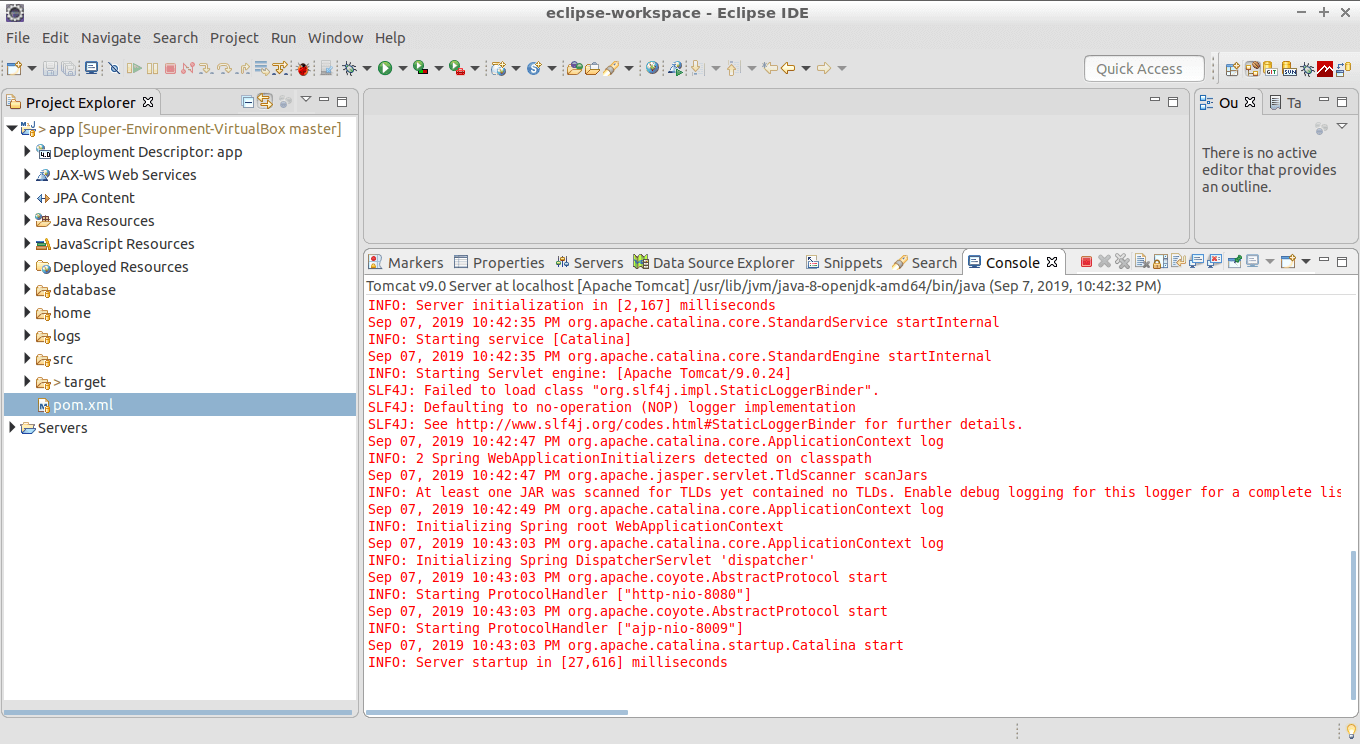 eclipse-workspace - Eclipse IDE
File Edit Navigate Search Project Run Window Help
Quick Access
Project Explorer
> app [Super-Environment-VirtualBox master]
Deployment Descriptor: app
JAX-WS Web Services
JPA Content
Java Resources
JavaScript Resources
Deployed Resources
database
home
logs
src
> target
pom.xml
Servers
Ou Ta
There is no active
editor that provides
an outline.
Markers Properties Servers Data Source Explorer Snippets Search Console
Tomcat v9.0 Server at localhost [Apache Tomcat] /usr/lib/jvm/java-8-openjdk-amd64/bin/java (Sep 7, 2019, 10:42:32 PM)
INFO: Server initialization in [2,167] milliseconds
Sep 07, 2019 10:42:35 PM org.apache.catalina.core.StandardService startInternal
INFO: Starting service [Catalina]
Sep 07, 2019 10:42:35 PM org.apache.catalina.core.StandardEngine startInternal
INFO: Starting Servlet engine: [Apache Tomcat/9.0.24]
SLF4J: Failed to load class "org.slf4j.impl.StaticLoggerBinder".
SLF4J: Defaulting to no-operation (NOP) logger implementation
SLF4J: See http://www.slf4j.org/codes.html#StaticLoggerBinder for further details.
Sep 07, 2019 10:42:47 PM org.apache.catalina.core.ApplicationContext log
INFO: 2 Spring WebApplicationInitializers detected on classpath
Sep 07, 2019 10:42:47 PM org.apache.jasper.servlet.TldScanner scanJars
INFO: At least one JAR was scanned for TLDs yet contained no TLDs. Enable debug logging for this logger for a complete lis
Sep 07, 2019 10:42:49 PM org.apache.catalina.core.ApplicationContext log
INFO: Initializing Spring root WebApplicationContext
Sep 07, 2019 10:43:03 PM org.apache.catalina.core.ApplicationContext log
INFO: Initializing Spring DispatcherServlet 'dispatcher'
Sep 07, 2019 10:43:03 PM org.apache.coyote.AbstractProtocol start
INFO: Starting ProtocolHandler ["http-nio-8080"]
Sep 07, 2019 10:43:03 PM org.apache.coyote.AbstractProtocol start
INFO: Starting ProtocolHandler ["ajp-nio-8009"]
Sep 07, 2019 10:43:03 PM org.apache.catalina.startup.Catalina start
INFO: Server startup in [27,616] milliseconds